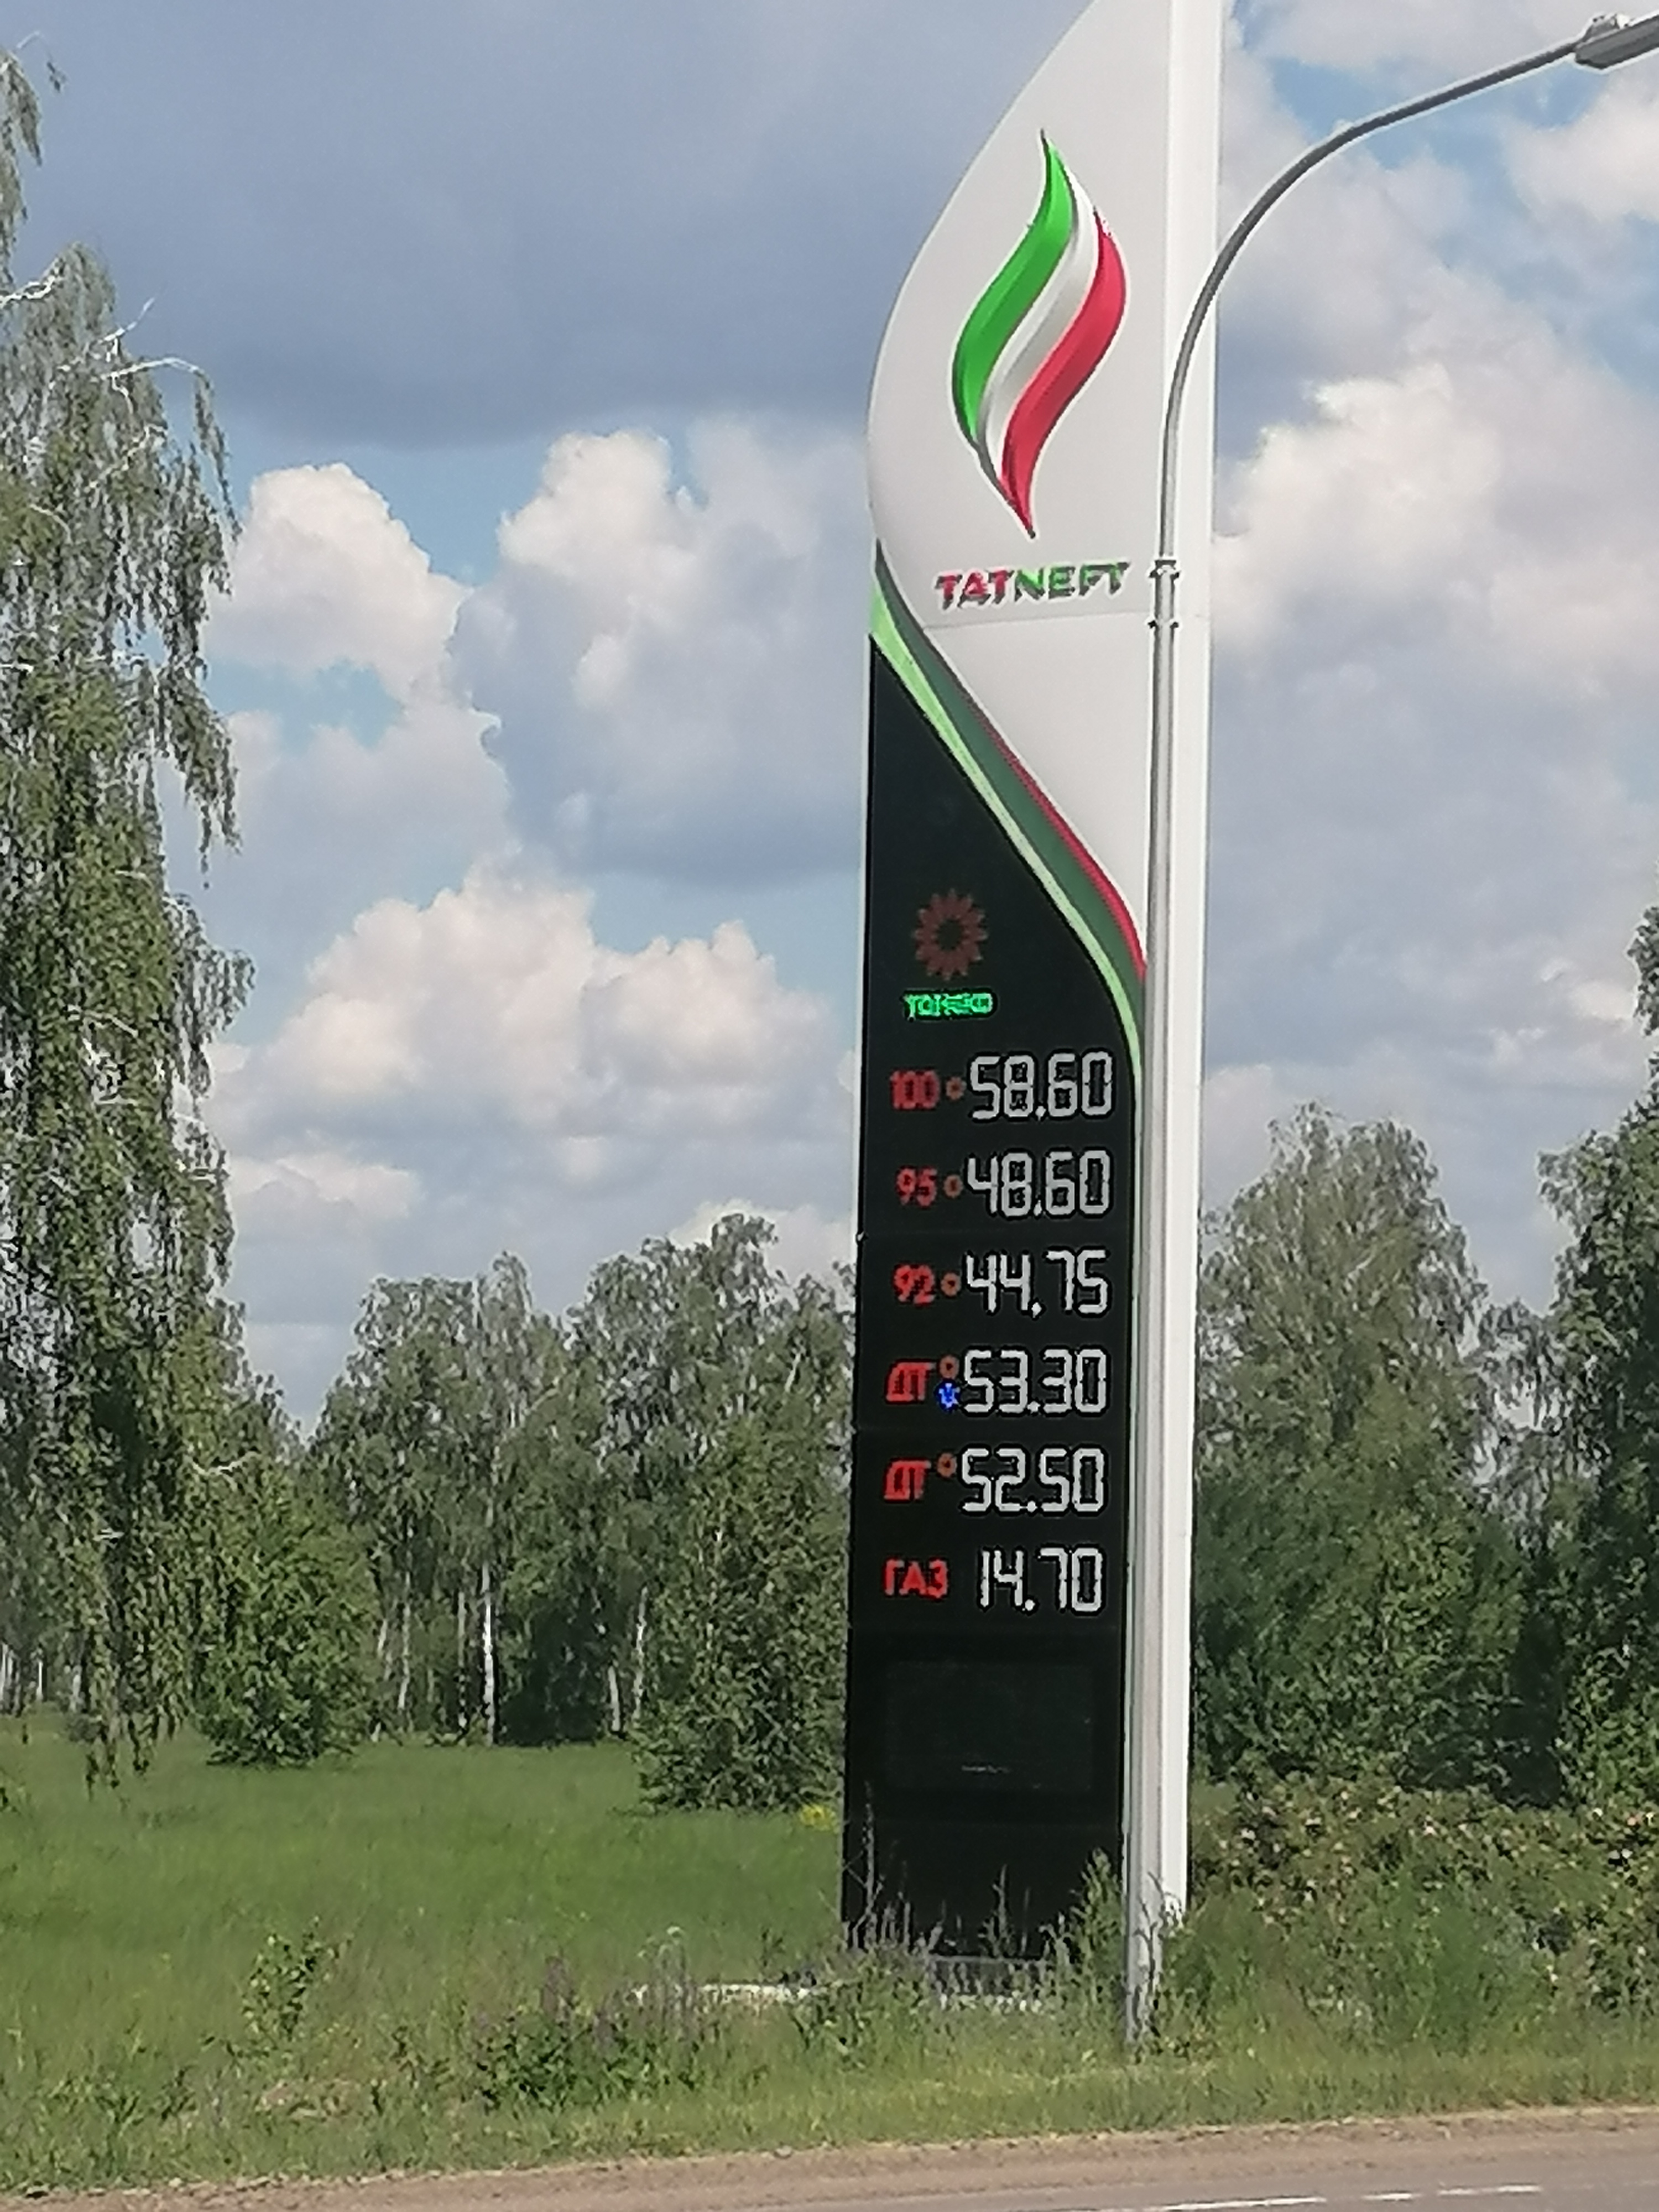 TATNEFT
ТАНЕКО
100 58.60
95 48.60
92 44.75
ДТ 53.30
ДТ 52.50
ГАЗ 14.70